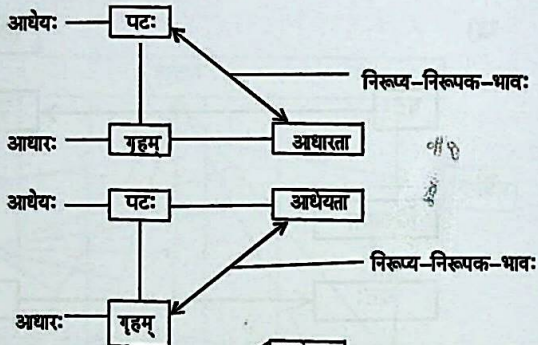 आधेयः पटः
निरूप्य-निरूपक-भावः
आधारः गृहम् आधारता
आधेयः पटः आधेयता
निरूप्य-निरूपक-भावः
आधारः गृहम्